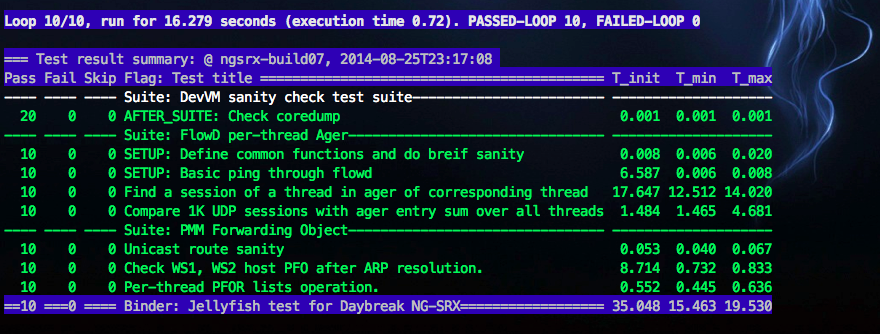 Loop 10/10, run for 16.279 seconds (execution time 0.72). PASSED-LOOP 10, FAILED-LOOP 0
=== Test result summary: @ ngsrx-build07, 2014-08-25T23:17:08
Pass Fail Skip Flag: Test title =========================================== T_init  T_min  T_max
---- ---- ---- Suite: DevVM sanity check test suite------------------------ --------------------
  20    0    0 AFTER_SUITE: Check coredump                                   0.001  0.001  0.001
---- ---- ---- Suite: FlowD per-thread Ager-------------------------------- --------------------
  10    0    0 SETUP: Define common functions and do breif sanity            0.008  0.006  0.020
  10    0    0 SETUP: Basic ping through flowd                               6.587  0.006  0.008
  10    0    0 Find a session of a thread in ager of corresponding thread   17.647 12.512 14.020
  10    0    0 Compare 1K UDP sessions with ager entry sum over all threads  1.484  1.465  4.681
---- ---- ---- Suite: PMM Forwarding Object-------------------------------- --------------------
  10    0    0 Unicast route sanity                                          0.053  0.040  0.067
  10    0    0 Check WS1, WS2 host PFO after ARP resolution.                 8.714  0.732  0.833
  10    0    0 Per-thread PFOR lists operation.                              0.552  0.445  0.636
==10 ===0 ==== Binder: Jellyfish test for Daybreak NG-SRX================== 35.048 15.463 19.530